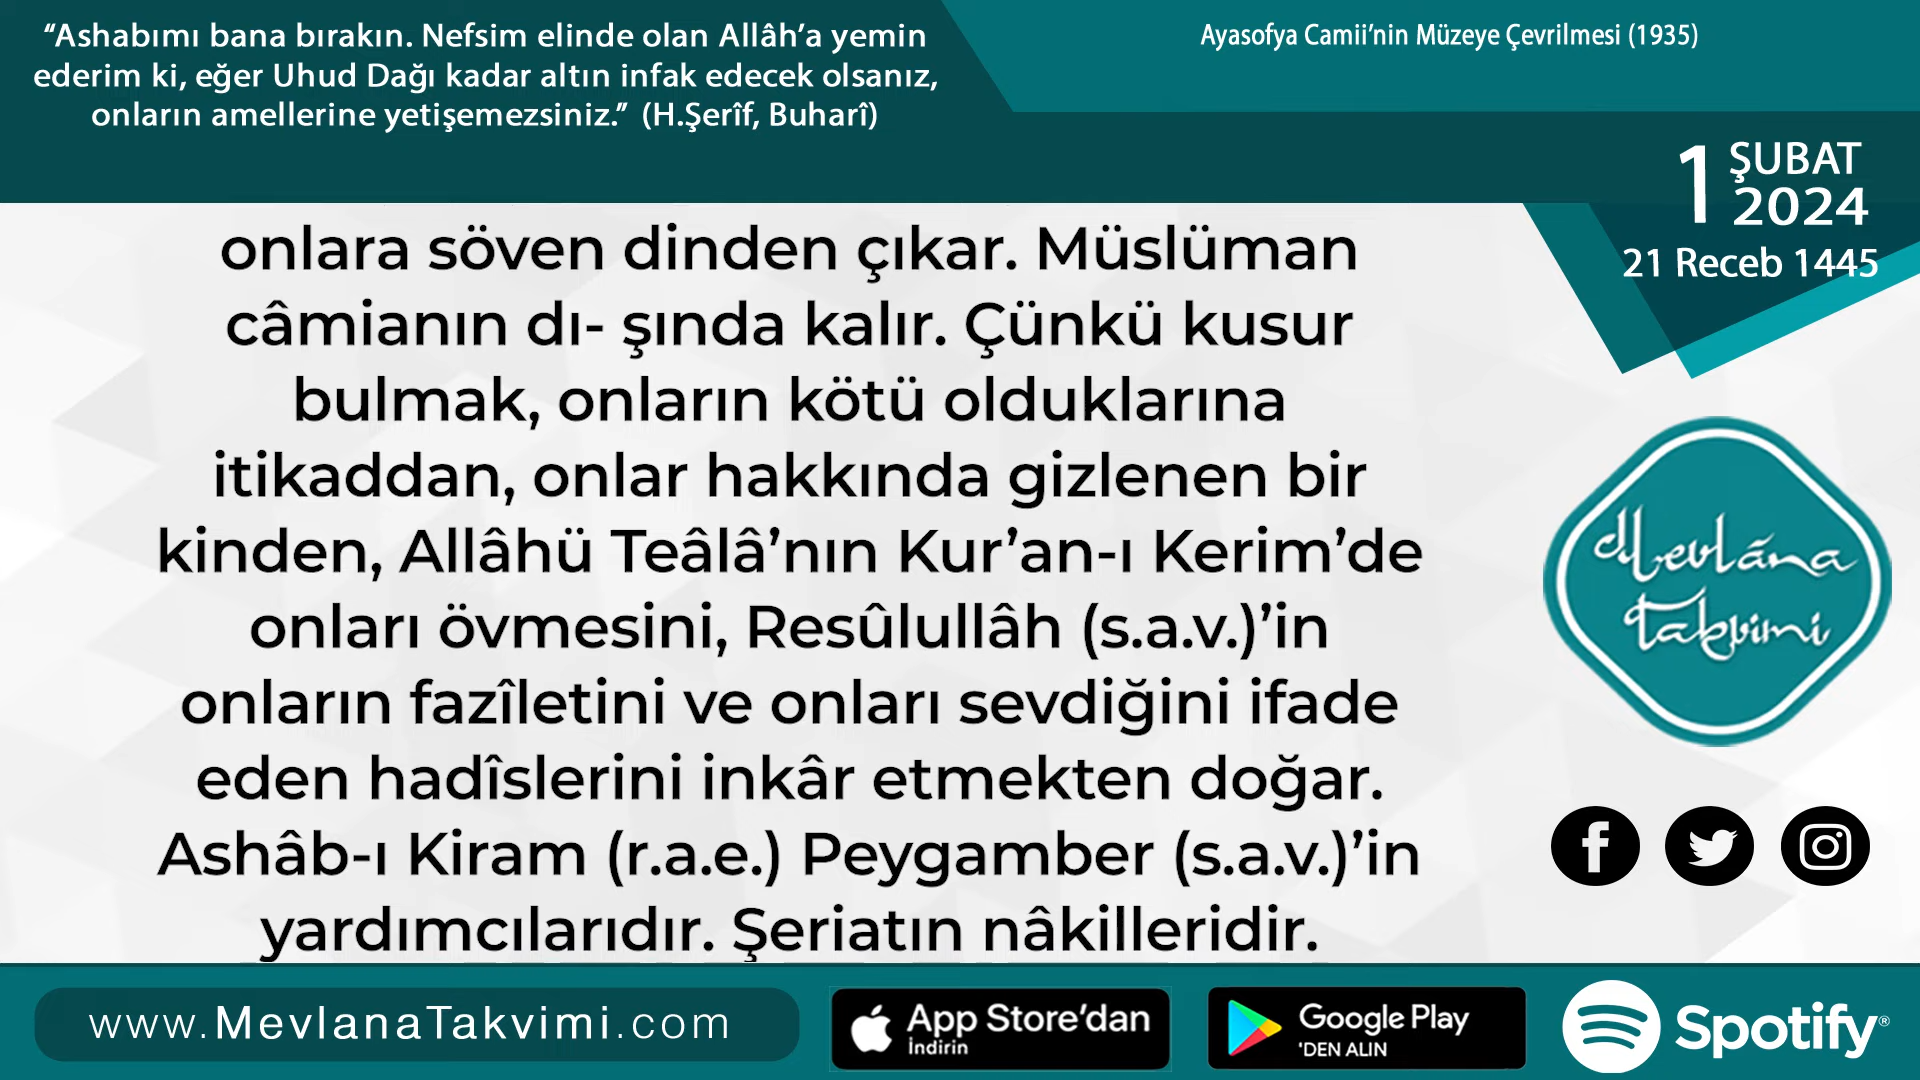 “Ashabımı bana bırakın. Nefsim elinde olan Allâh’a yemin
ederim ki, eğer Uhud Dağı kadar altın infak edecek olsanız,
onların amellerine yetişemezsiniz.” (H.Şerîf, Buharî)
Ayasofya Camii’nin Müzeye Çevrilmesi (1935)
1 ŞUBAT
2024
21 Receb 1445
onlara söven dinden çıkar. Müslüman
câmianın dı- şında kalır. Çünkü kusur
bulmak, onların kötü olduklarına
itikaddan, onlar hakkında gizlenen bir
kinden, Allâhü Teâlâ’nın Kur’an-ı Kerim’de
onları övmesini, Resûlullâh (s.a.v.)’in
onların fazîletini ve onları sevdiğini ifade
eden hadîslerini inkâr etmekten doğar.
Ashâb-ı Kiram (r.a.e.) Peygamber (s.a.v.)’in
yardımcılarıdır. Şeriatın nâkilleridir.
Mevlâna
Takvimi
www.MevlanaTakvimi.com
App Store’dan
İndirin
Google Play
'DEN ALIN
Spotify®